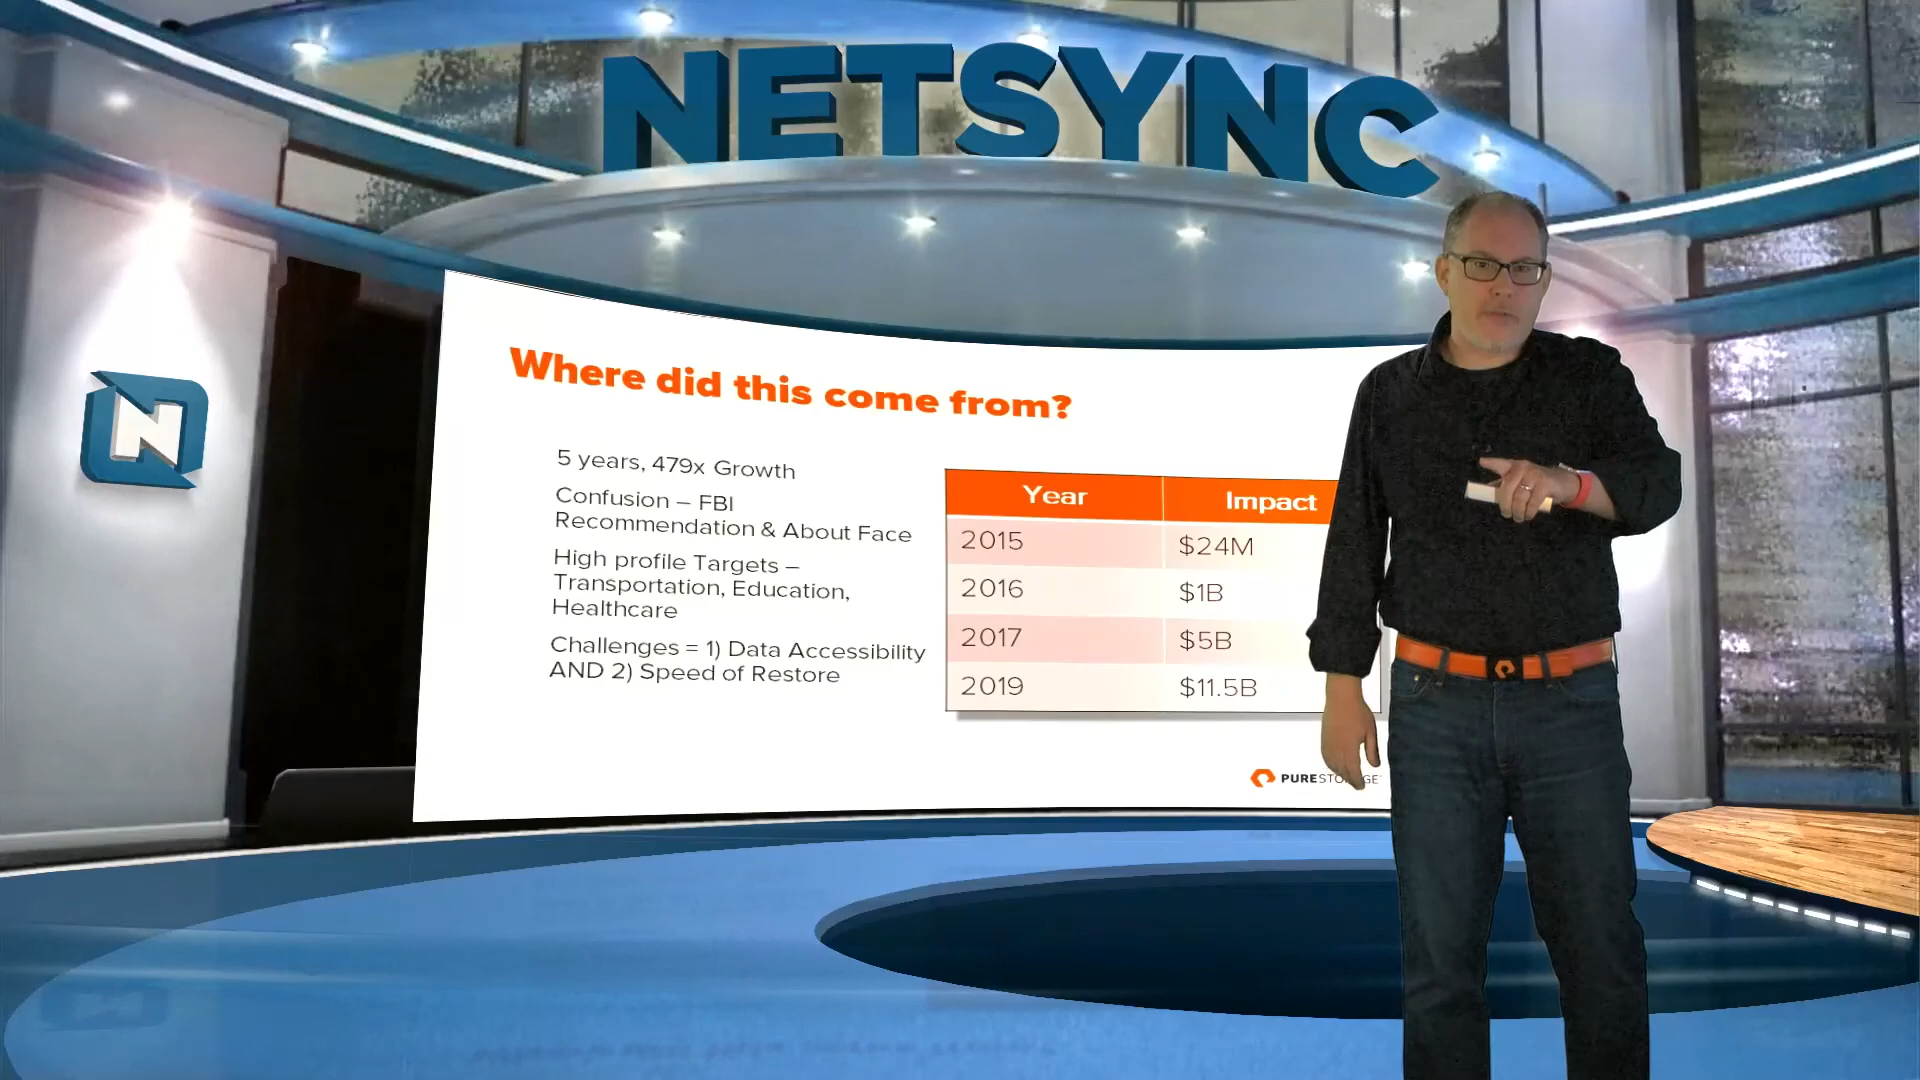 NETSYNC
N
Where did this come from?
5 years, 479x Growth
Confusion – FBI
Recommendation & About Face
High profile Targets –
Transportation, Education,
Healthcare
Challenges = 1) Data Accessibility
AND 2) Speed of Restore
Year Impact
2015 $24M
2016 $1B
2017 $5B
2019 $11.5B
PURESTORAGE